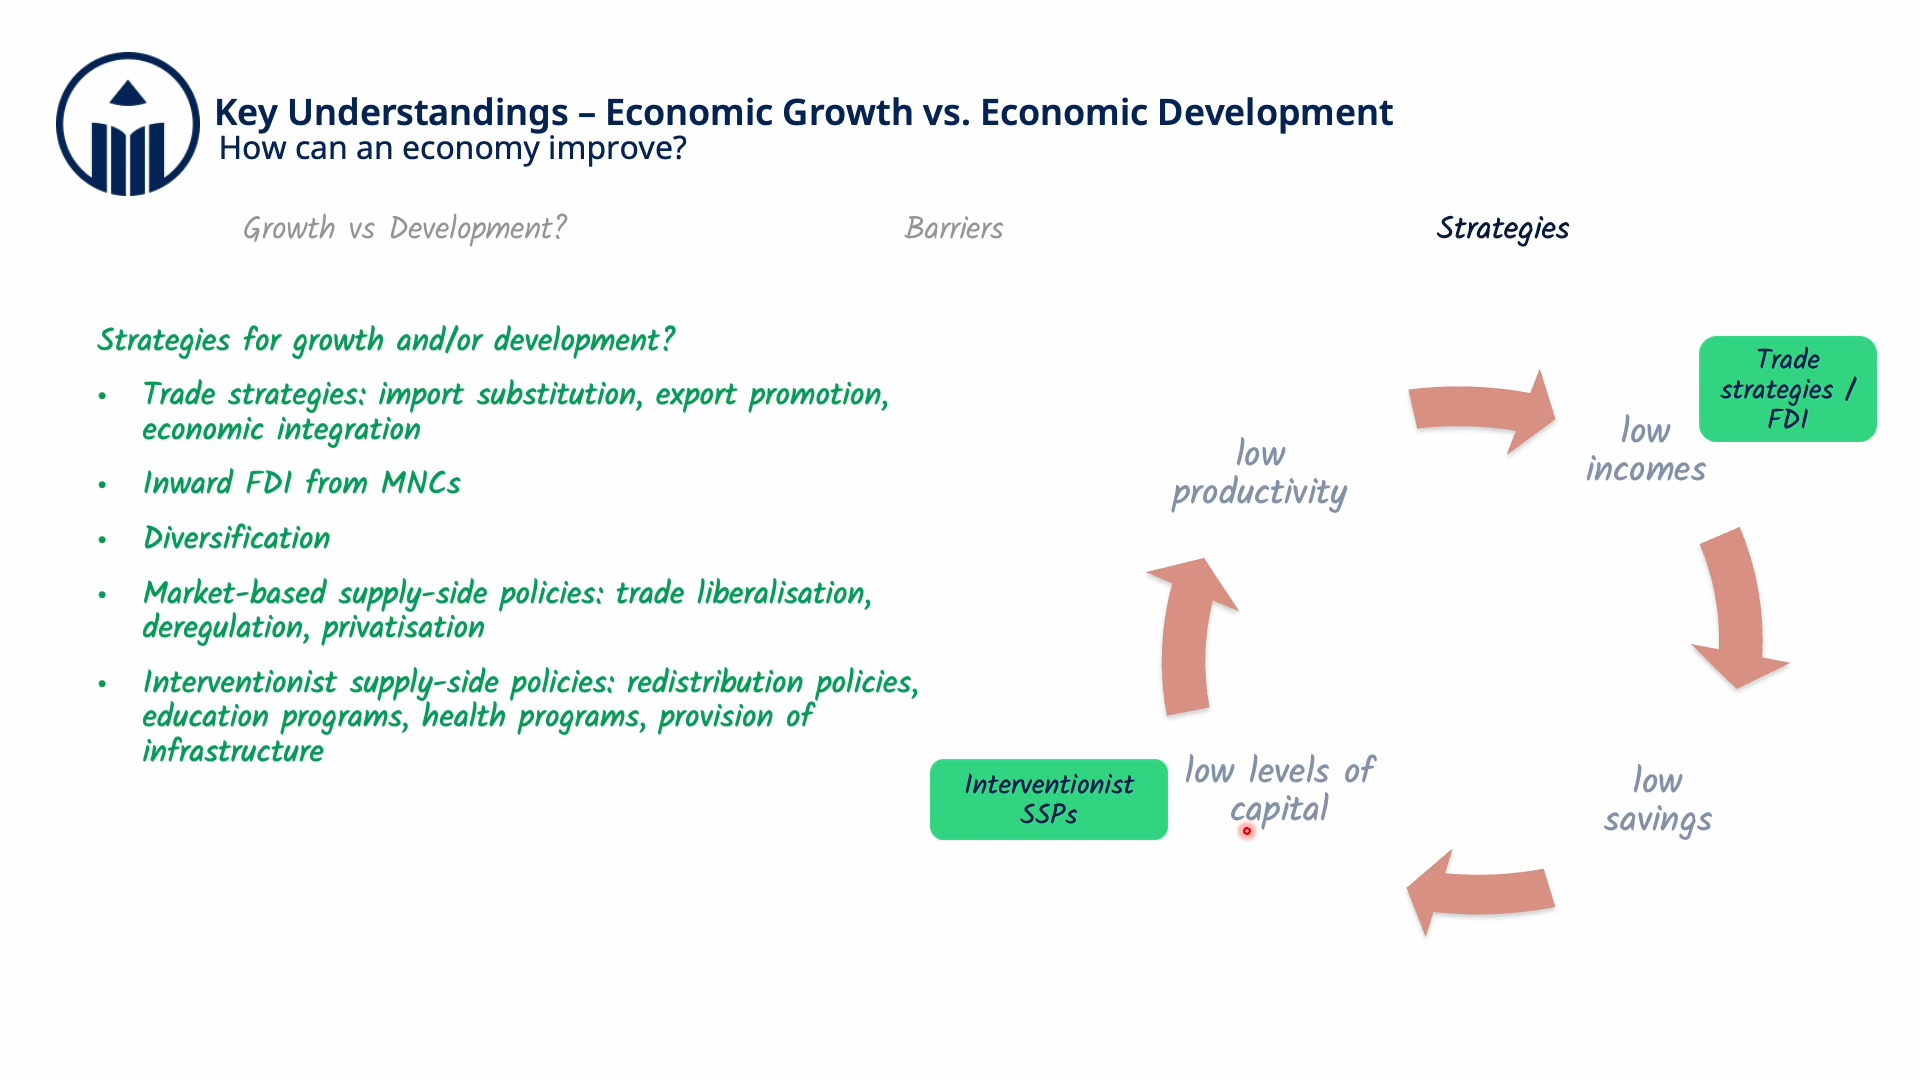 Key Understandings – Economic Growth vs. Economic Development
How can an economy improve?
Growth vs Development?
Barriers
Strategies
Strategies for growth and/or development?
• Trade strategies: import substitution, export promotion,
economic integration
• Inward FDI from MNCs
• Diversification
• Market-based supply-side policies: trade liberalisation,
deregulation, privatisation
• Interventionist supply-side policies: redistribution policies,
education programs, health programs, provision of
infrastructure
Trade
strategies /
FDI
low
incomes
low
productivity
Interventionist
SSPs
low levels of
capital
low
savings